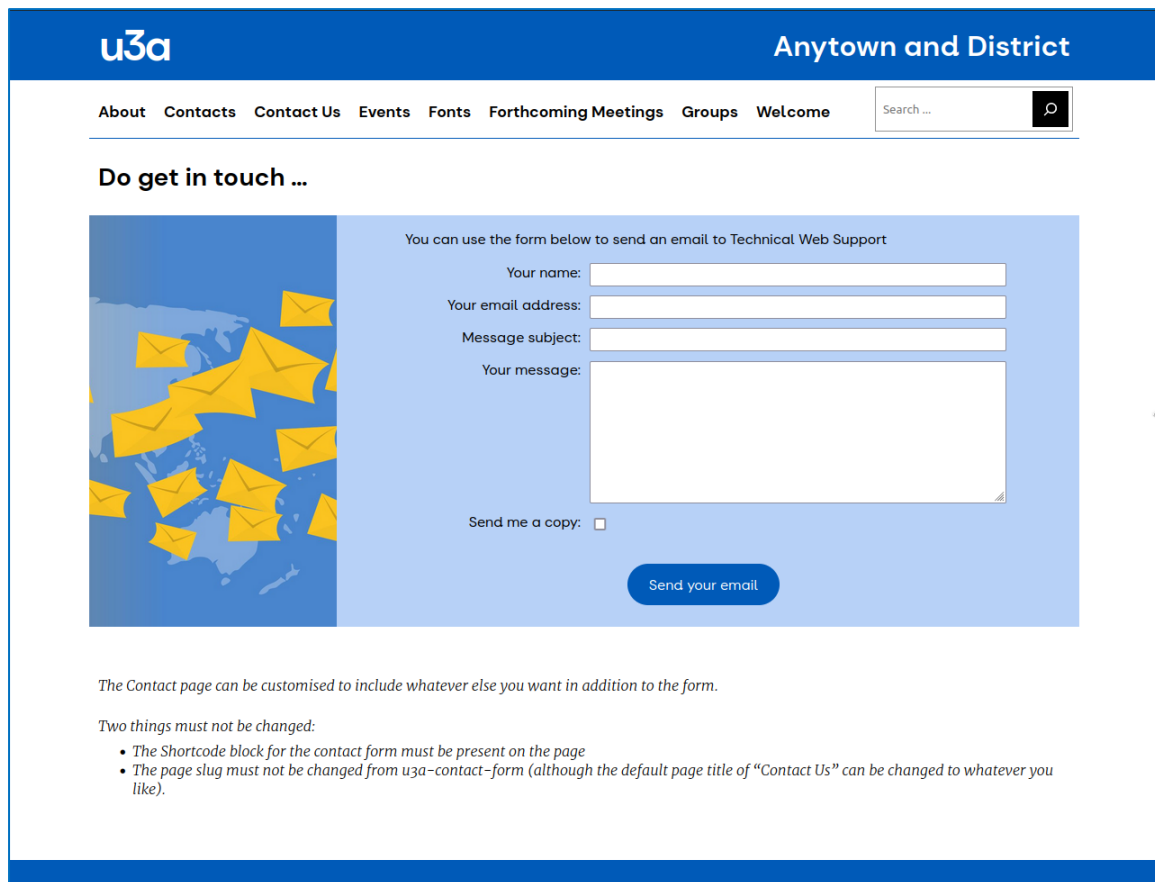 u3a
Anytown and District
About Contacts Contact Us Events Fonts Forthcoming Meetings Groups Welcome
Search ...
Do get in touch ...
You can use the form below to send an email to Technical Web Support
Your name:
Your email address:
Message subject:
Your message:
Send me a copy:
Send your email
The Contact page can be customised to include whatever else you want in addition to the form.
Two things must not be changed:
• The Shortcode block for the contact form must be present on the page
• The page slug must not be changed from u3a-contact-form (although the default page title of “Contact Us” can be changed to whatever you
like).